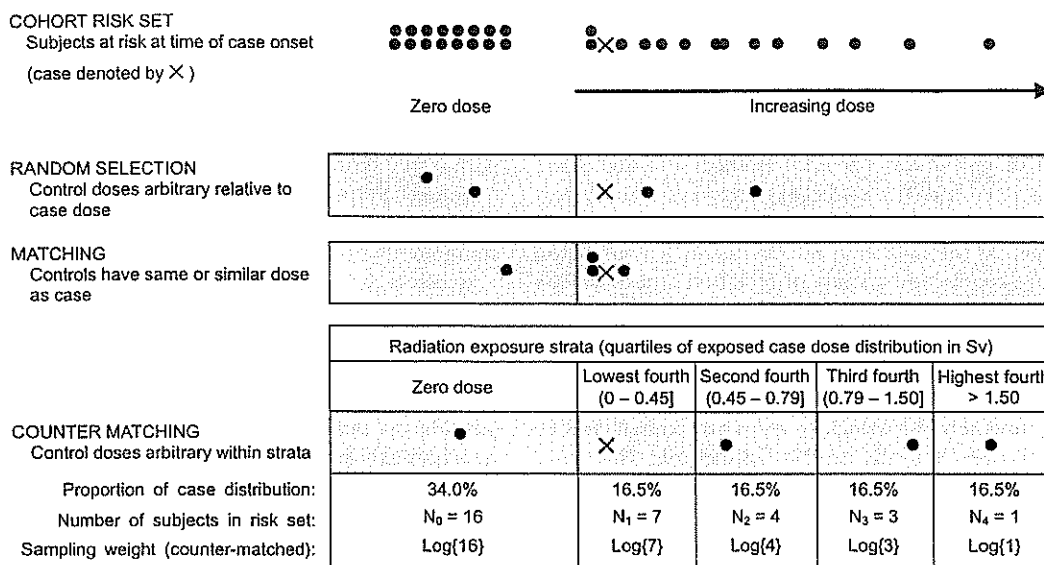 COHORT RISK SET
Subjects at risk at time of case onset
(case denoted by X )
Zero dose
Increasing dose
RANDOM SELECTION
Control doses arbitrary relative to
case dose
MATCHING
Controls have same or similar dose
as case
Radiation exposure strata (quartiles of exposed case dose distribution in Sv)
Zero dose
Lowest fourth
(0 – 0.45]
Second fourth
(0.45 – 0.79]
Third fourth
(0.79 – 1.50]
Highest fourth
> 1.50
COUNTER MATCHING
Control doses arbitrary within strata
Proportion of case distribution: 34.0% 16.5% 16.5% 16.5% 16.5%
Number of subjects in risk set: N₀ = 16 N₁ = 7 N₂ = 4 N₃ = 3 N₄ = 1
Sampling weight (counter-matched): Log{16} Log{7} Log{4} Log{3} Log{1}